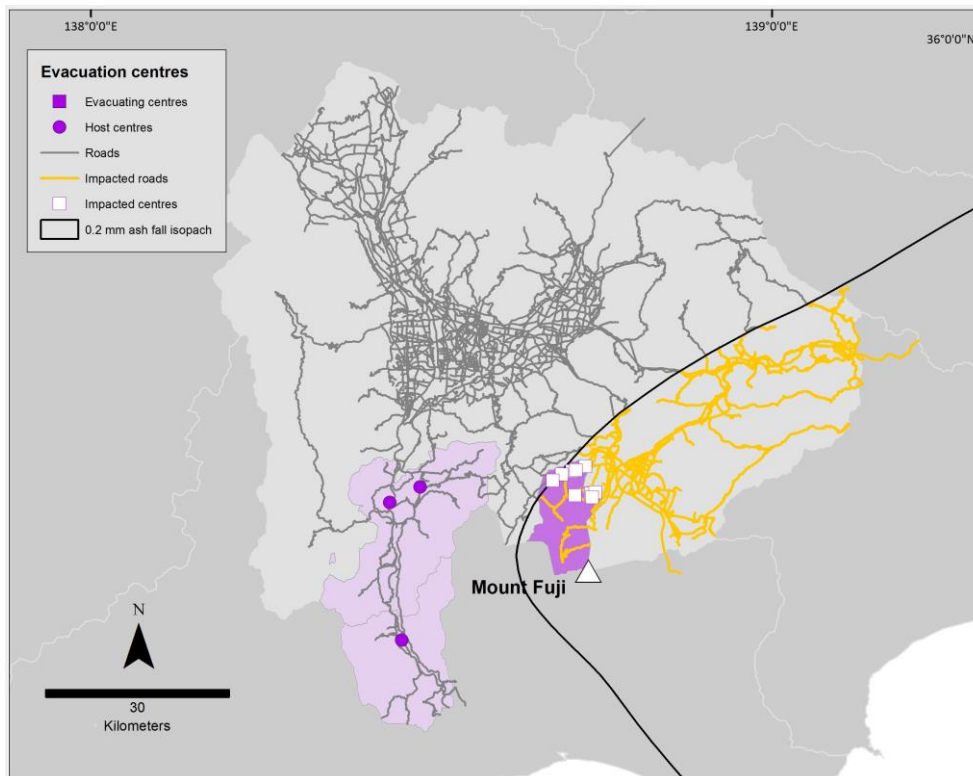 138°0'0"E
139°0'0"E
36°0'0"N
Evacuation centres
Evacuating centres
Host centres
Roads
Impacted roads
Impacted centres
0.2 mm ash fall isopach
Mount Fuji
N
30
Kilometers